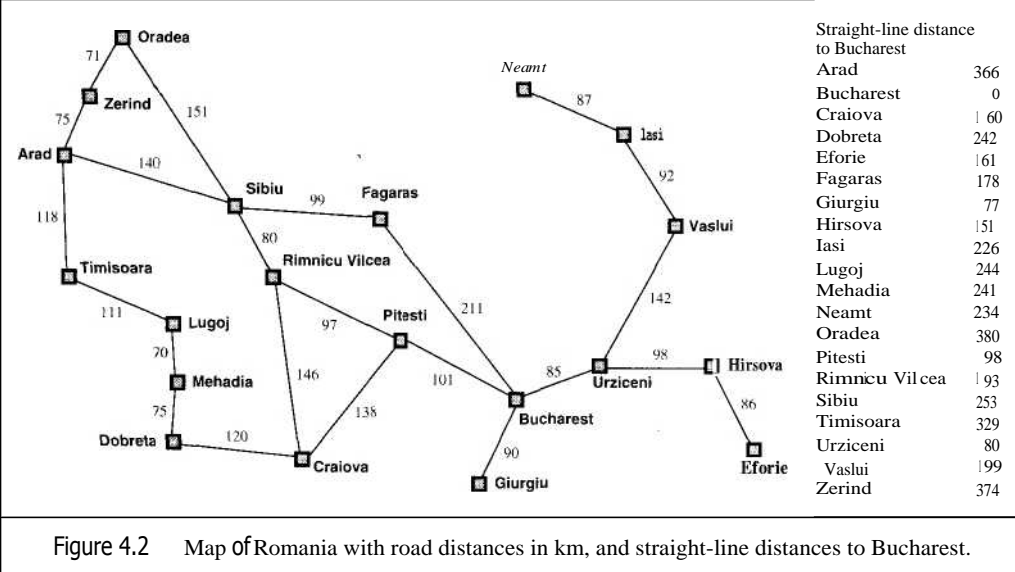 Oradea
71
Neamt
87
Zerind
151
Iasi
75
Arad
140
92
Sibiu
99
Fagaras
118
Vaslui
80
Rimnicu Vilcea
Timisoara
142
111
211
Lugoj
97
Pitesti
70
98
Hirsova
146
85
Mehadia
101
Urziceni
86
75
138
Bucharest
Dobreta
120
90
Craiova
Eforie
Giurgiu
Straight-line distance
to Bucharest
Arad 366
Bucharest 0
Craiova 160
Dobreta 242
Eforie 161
Fagaras 178
Giurgiu 77
Hirsova 151
Iasi 226
Lugoj 244
Mehadia 241
Neamt 234
Oradea 380
Pitesti 98
Rimnicu Vilcea 193
Sibiu 253
Timisoara 329
Urziceni 80
Vaslui 199
Zerind 374
Figure 4.2 Map of Romania with road distances in km, and straight-line distances to Bucharest.